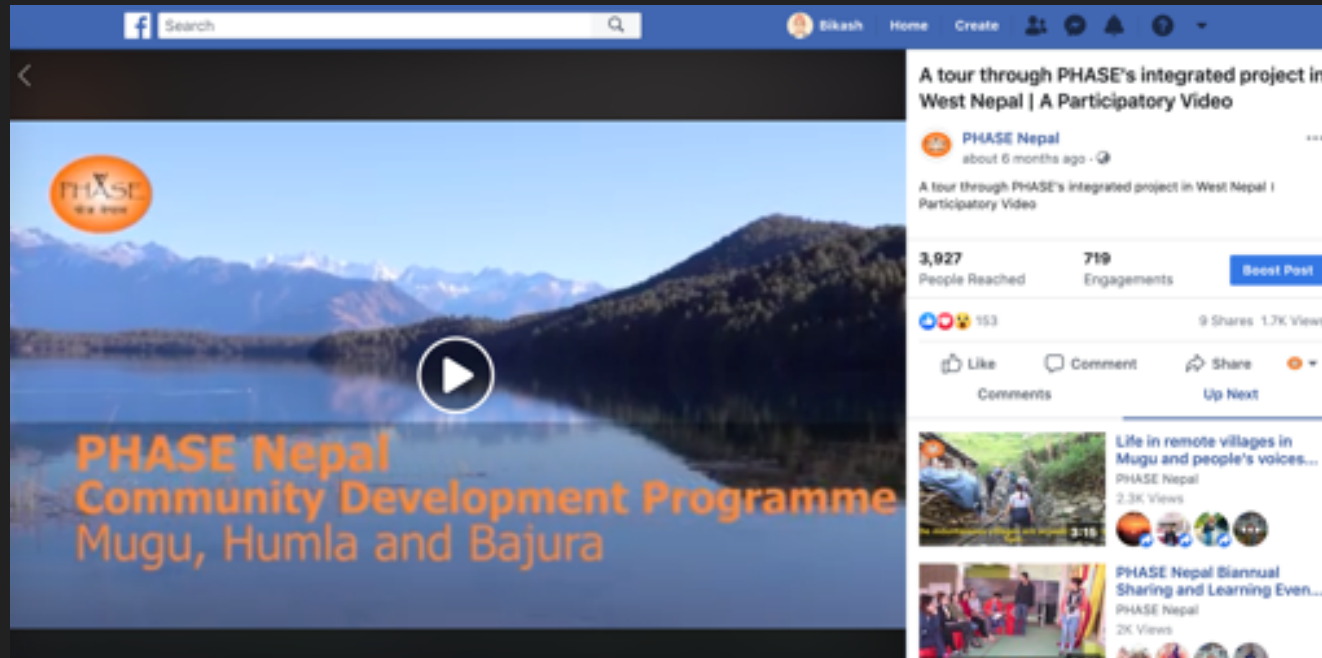 Search
Bikash Home Create
A tour through PHASE's integrated project in
West Nepal | A Participatory Video
PHASE Nepal
about 6 months ago ·
A tour through PHASE's integrated project in West Nepal I
Participatory Video
3,927
People Reached
719
Engagements
Boost Post
153
9 Shares 1.7K Views
Like Comment Share
Comments Up Next
PHASE
PHASE Nepal
Community Development Programme
Mugu, Humla and Bajura
Life in remote villages in
Mugu and people's voices...
PHASE Nepal
2.3K Views
3:15
PHASE Nepal Biannual
Sharing and Learning Even...
PHASE Nepal
2K Views